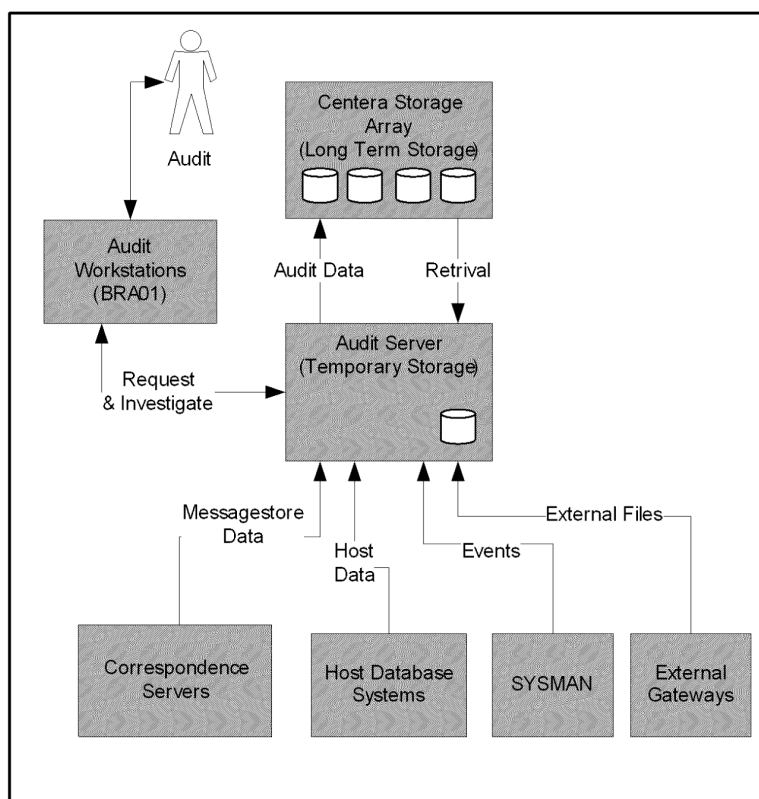 Audit
Centera Storage
Array
(Long Term Storage)
Audit
Workstations
(BRA01)
Audit Data
Retrival
Audit Server
(Temporary Storage)
Request
& Investigate
Messagestore
Data
Host
Data
Events
External Files
Correspondence
Servers
Host Database
Systems
SYSMAN
External
Gateways